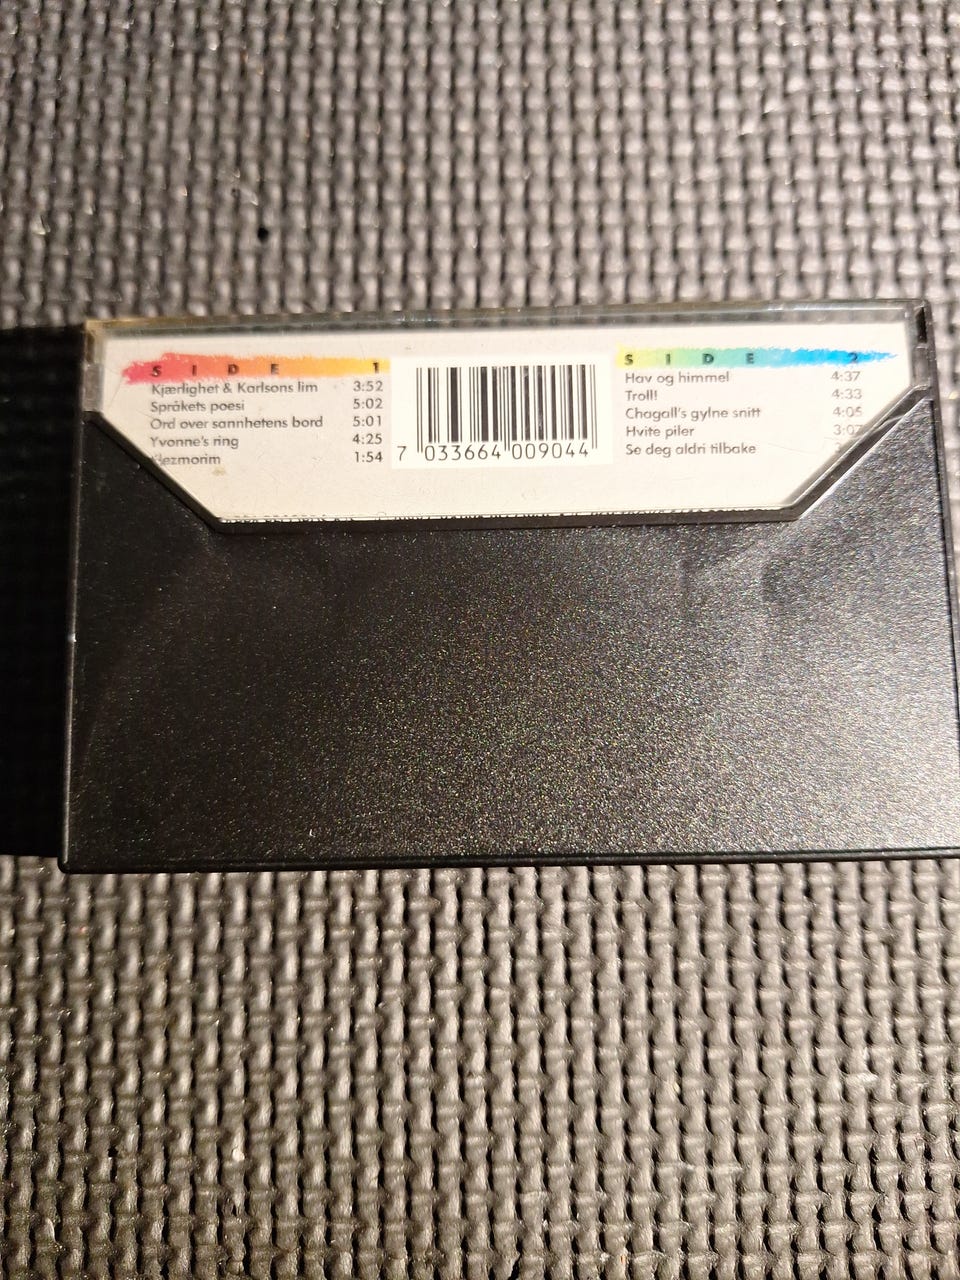 SIDE 1
Kjærlighet & Karlsons lim 3:52
Språkets poesi 5:02
Ord over sannhetens bord 5:01
Yvonne's ring 4:25
1:54
7 033664 009044
SIDE 2
Hav og himmel 4:37
Troll! 4:33
Chagall's gylne snitt 4:05
Hvite piler 3:07
Se deg aldri tilbake